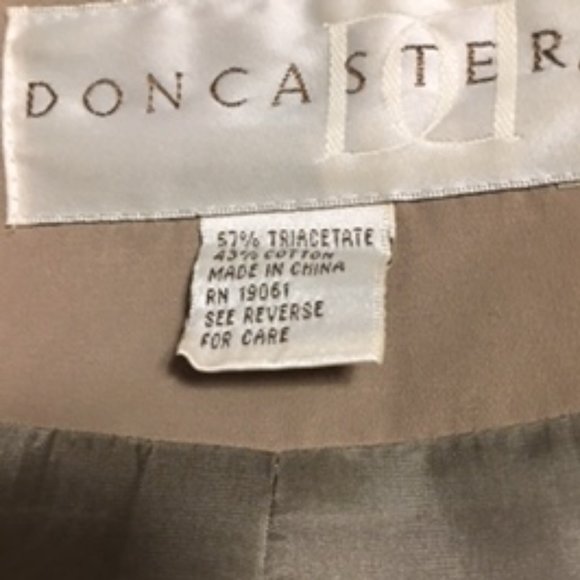 DONCASTER
57% TRIACETATE
43% COTTON
MADE IN CHINA
RN 19061
SEE REVERSE
FOR CARE